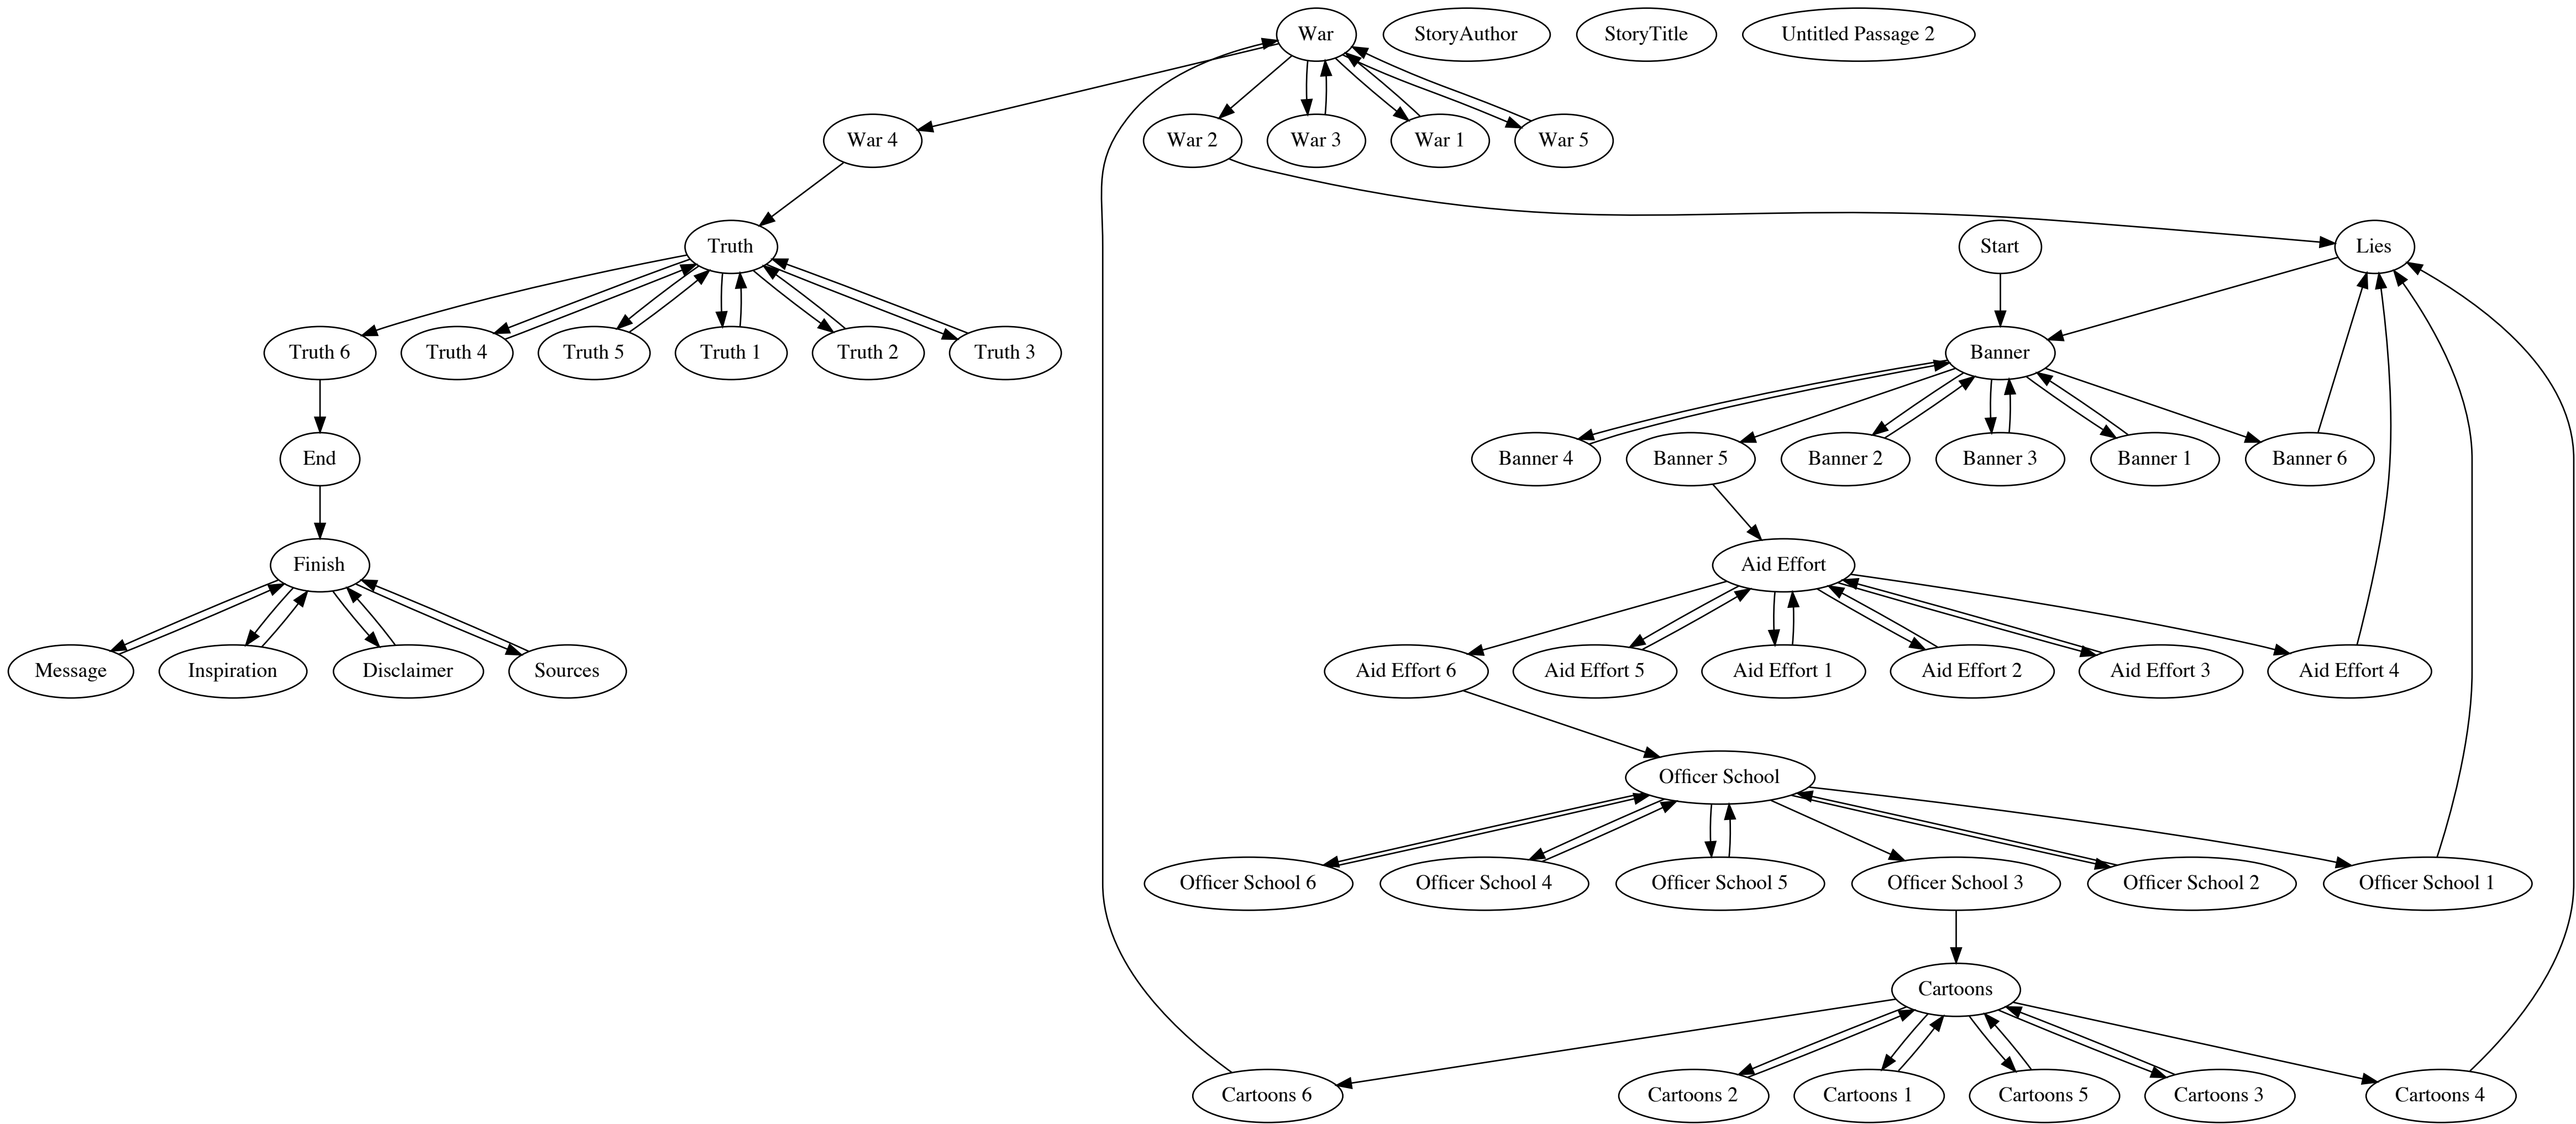 War
StoryAuthor
StoryTitle
Untitled Passage 2
War 4
War 2
War 3
War 1
War 5
Truth
Start
Lies
Truth 6
Truth 4
Truth 5
Truth 1
Truth 2
Truth 3
Banner
End
Banner 4
Banner 5
Banner 2
Banner 3
Banner 1
Banner 6
Finish
Aid Effort
Message
Inspiration
Disclaimer
Sources
Aid Effort 6
Aid Effort 5
Aid Effort 1
Aid Effort 2
Aid Effort 3
Aid Effort 4
Officer School
Officer School 6
Officer School 4
Officer School 5
Officer School 3
Officer School 2
Officer School 1
Cartoons
Cartoons 6
Cartoons 2
Cartoons 1
Cartoons 5
Cartoons 3
Cartoons 4